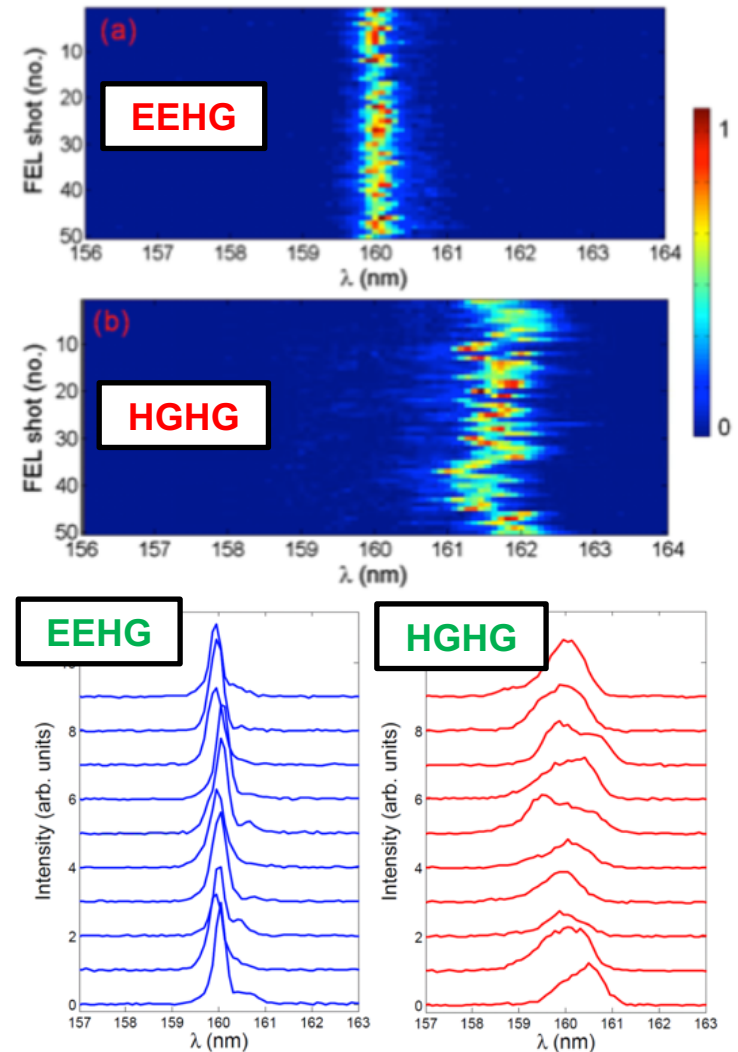 (a)
EEHG
FEL shot (no.)
10
20
30
40
50
156 157 158 159 160 161 162 163 164
λ (nm)
1
0
(b)
HGHG
FEL shot (no.)
10
20
30
40
50
156 157 158 159 160 161 162 163 164
λ (nm)
EEHG
Intensity (arb. units)
8
6
4
2
0
157 158 159 160 161 162 163
λ (nm)
HGHG
Intensity (arb. units)
8
6
4
2
0
157 158 159 160 161 162 163
λ (nm)